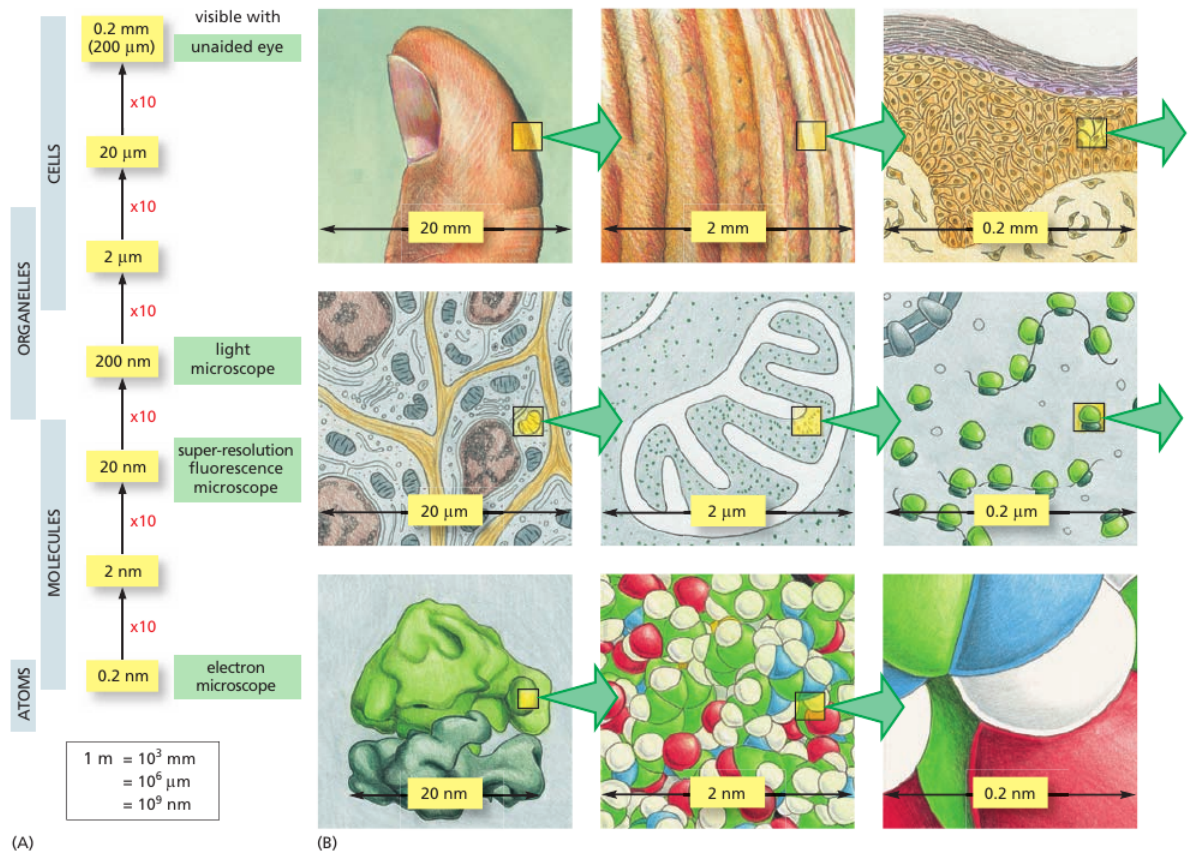 visible with
0.2 mm
(200 μm)
unaided eye
x10
20 μm
x10
2 μm
x10
200 nm
light
microscope
x10
20 nm
super-resolution
fluorescence
microscope
x10
2 nm
x10
0.2 nm
electron
microscope
CELLS
ORGANELLES
MOLECULES
ATOMS
1 m = 10³ mm
= 10⁶ μm
= 10⁹ nm
(A)
20 mm
2 mm
0.2 mm
20 μm
2 μm
0.2 μm
20 nm
2 nm
0.2 nm
(B)